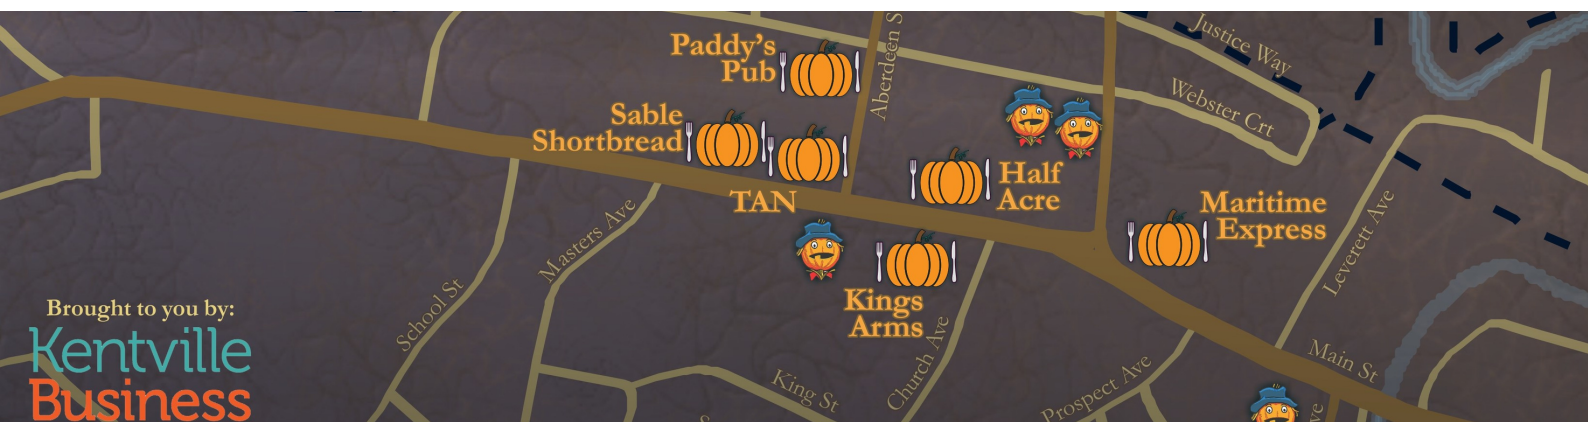 Justice Way
Paddy's
Pub
Aberdeen S
Webster Crt
Sable
Shortbread
Half
Acre
TAN
Maritime
Express
Masters Ave
Leverett Ave
Kings
Arms
School St
Brought to you by:
Kentville
Business
Church Ave
Main St
King St
Prospect Ave